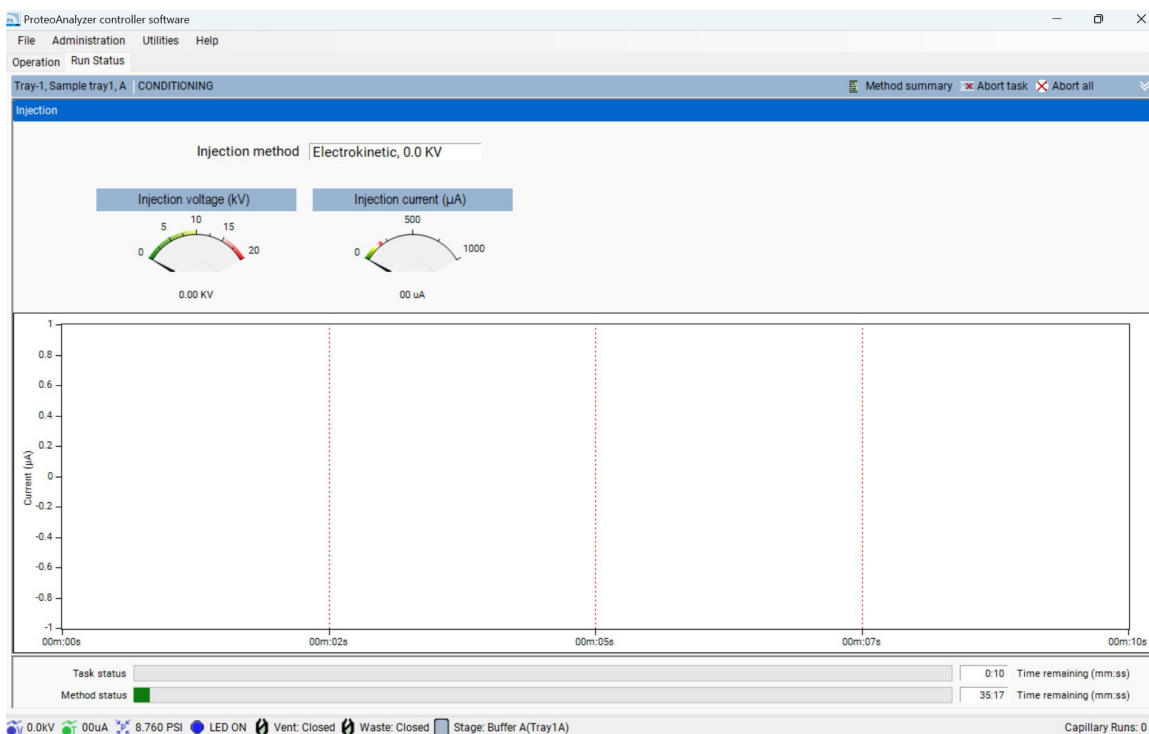 ProteoAnalyzer controller software
File Administration Utilities Help
Operation Run Status
Tray-1, Sample tray1, A CONDITIONING Method summary Abort task Abort all
Injection
Injection method Electrokinetic, 0.0 KV
Injection voltage (kV) Injection current (µA)
0 5 10 15 20 0 500 1000
0.00 KV 00 uA
Current (µA)
1
0.8
0.6
0.4
0.2
0
-0.2
-0.4
-0.6
-0.8
-1
00m:00s 00m:02s 00m:05s 00m:07s 00m:10s
Task status 0:10 Time remaining (mm:ss)
Method status 35:17 Time remaining (mm:ss)
0.0kV 00uA 8.760 PSI LED ON Vent: Closed Waste: Closed Stage: Buffer A(Tray1A) Capillary Runs: 0